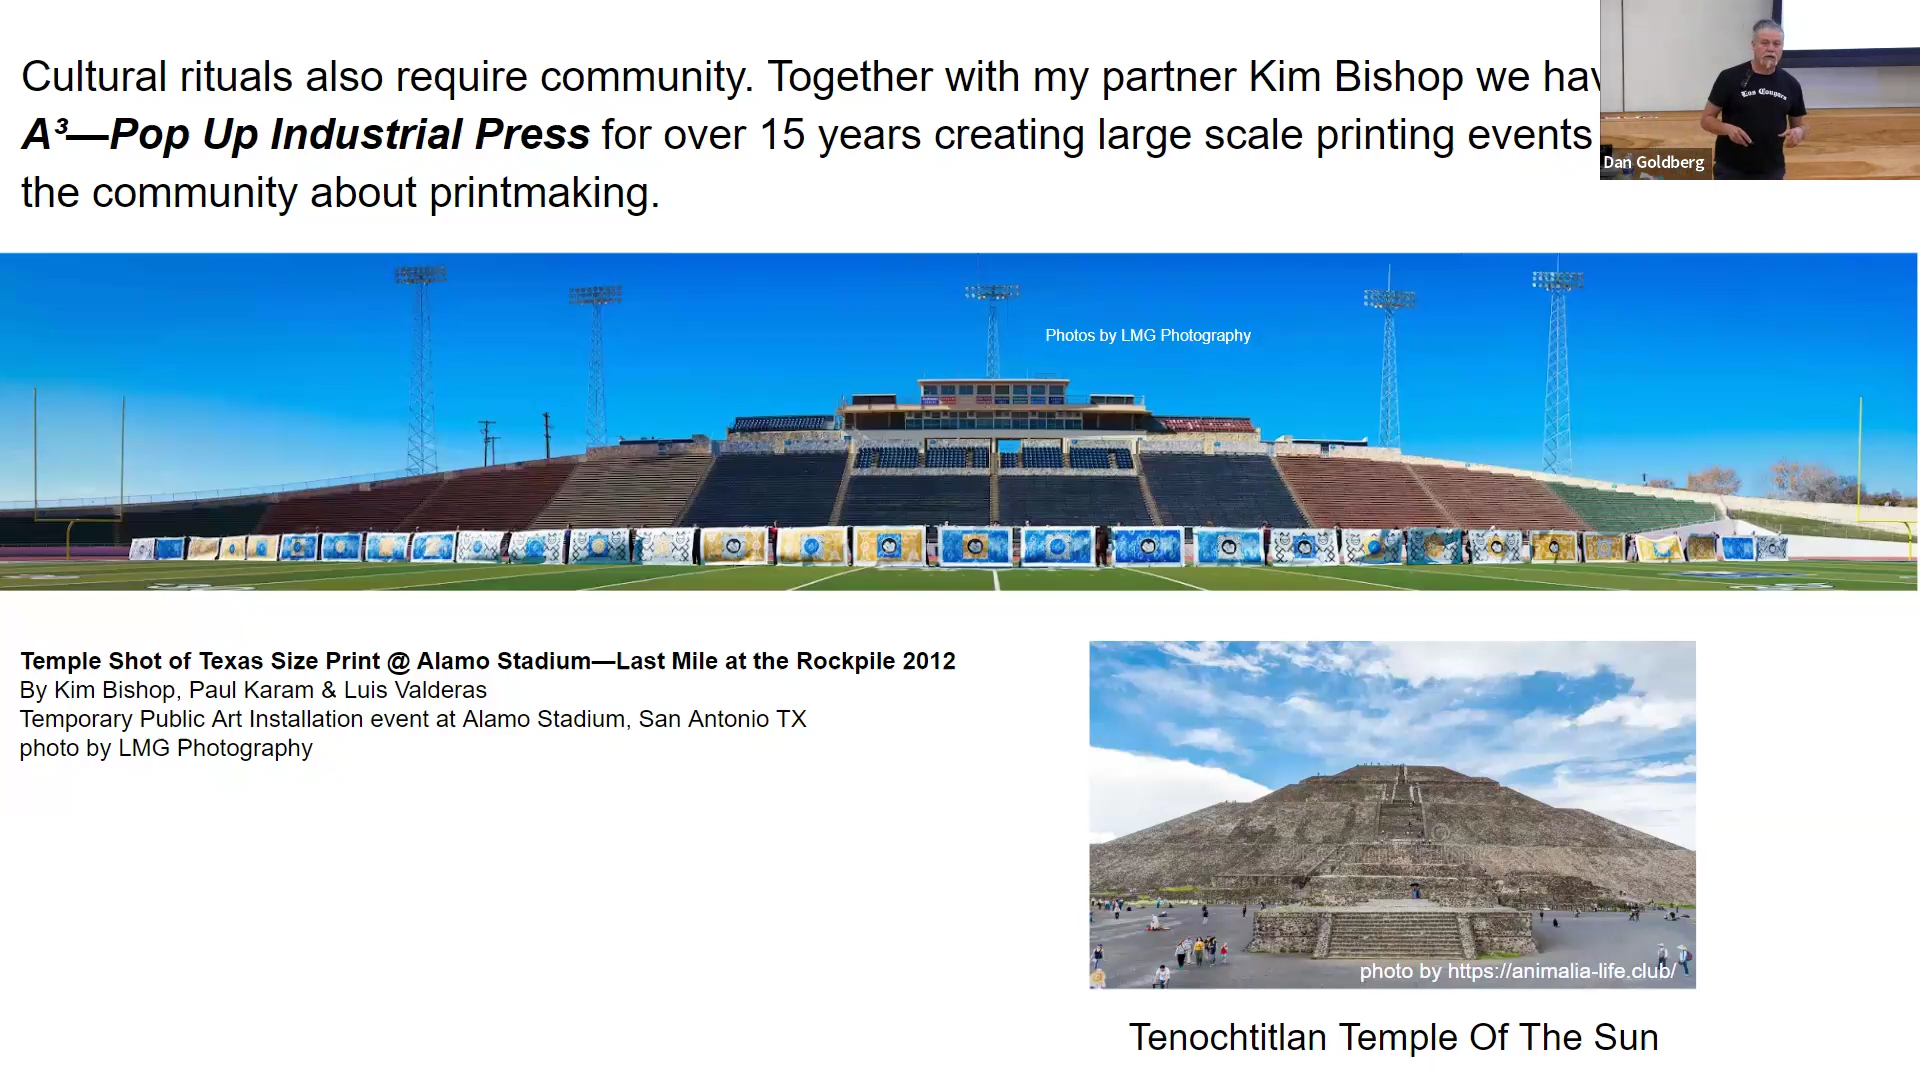 Cultural rituals also require community. Together with my partner Kim Bishop we hav
A³—Pop Up Industrial Press for over 15 years creating large scale printing events
the community about printmaking.
Los Cougars
Dan Goldberg
Photos by LMG Photography
Temple Shot of Texas Size Print @ Alamo Stadium—Last Mile at the Rockpile 2012
By Kim Bishop, Paul Karam & Luis Valderas
Temporary Public Art Installation event at Alamo Stadium, San Antonio TX
photo by LMG Photography
photo by https://animalia-life.club/
Tenochtitlan Temple Of The Sun